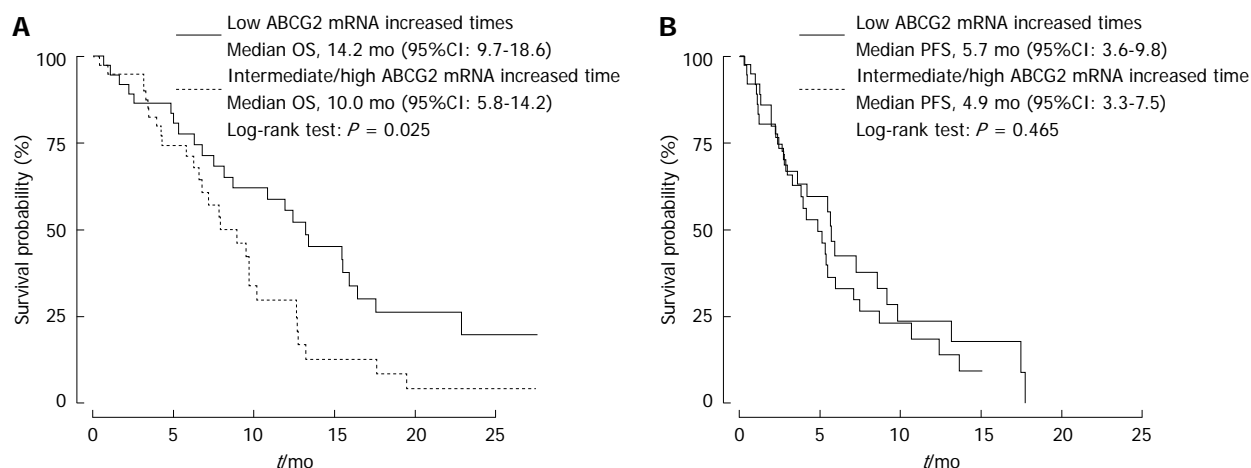 A
Low ABCG2 mRNA increased times
Median OS, 14.2 mo (95%CI: 9.7-18.6)
Intermediate/high ABCG2 mRNA increased time
Median OS, 10.0 mo (95%CI: 5.8-14.2)
Log-rank test: P = 0.025
Survival probability (%)
100
75
50
25
0
0 5 10 15 20 25
t/mo
B
Low ABCG2 mRNA increased times
Median PFS, 5.7 mo (95%CI: 3.6-9.8)
Intermediate/high ABCG2 mRNA increased time
Median PFS, 4.9 mo (95%CI: 3.3-7.5)
Log-rank test: P = 0.465
Survival probability (%)
100
75
50
25
0
0 5 10 15 20 25
t/mo